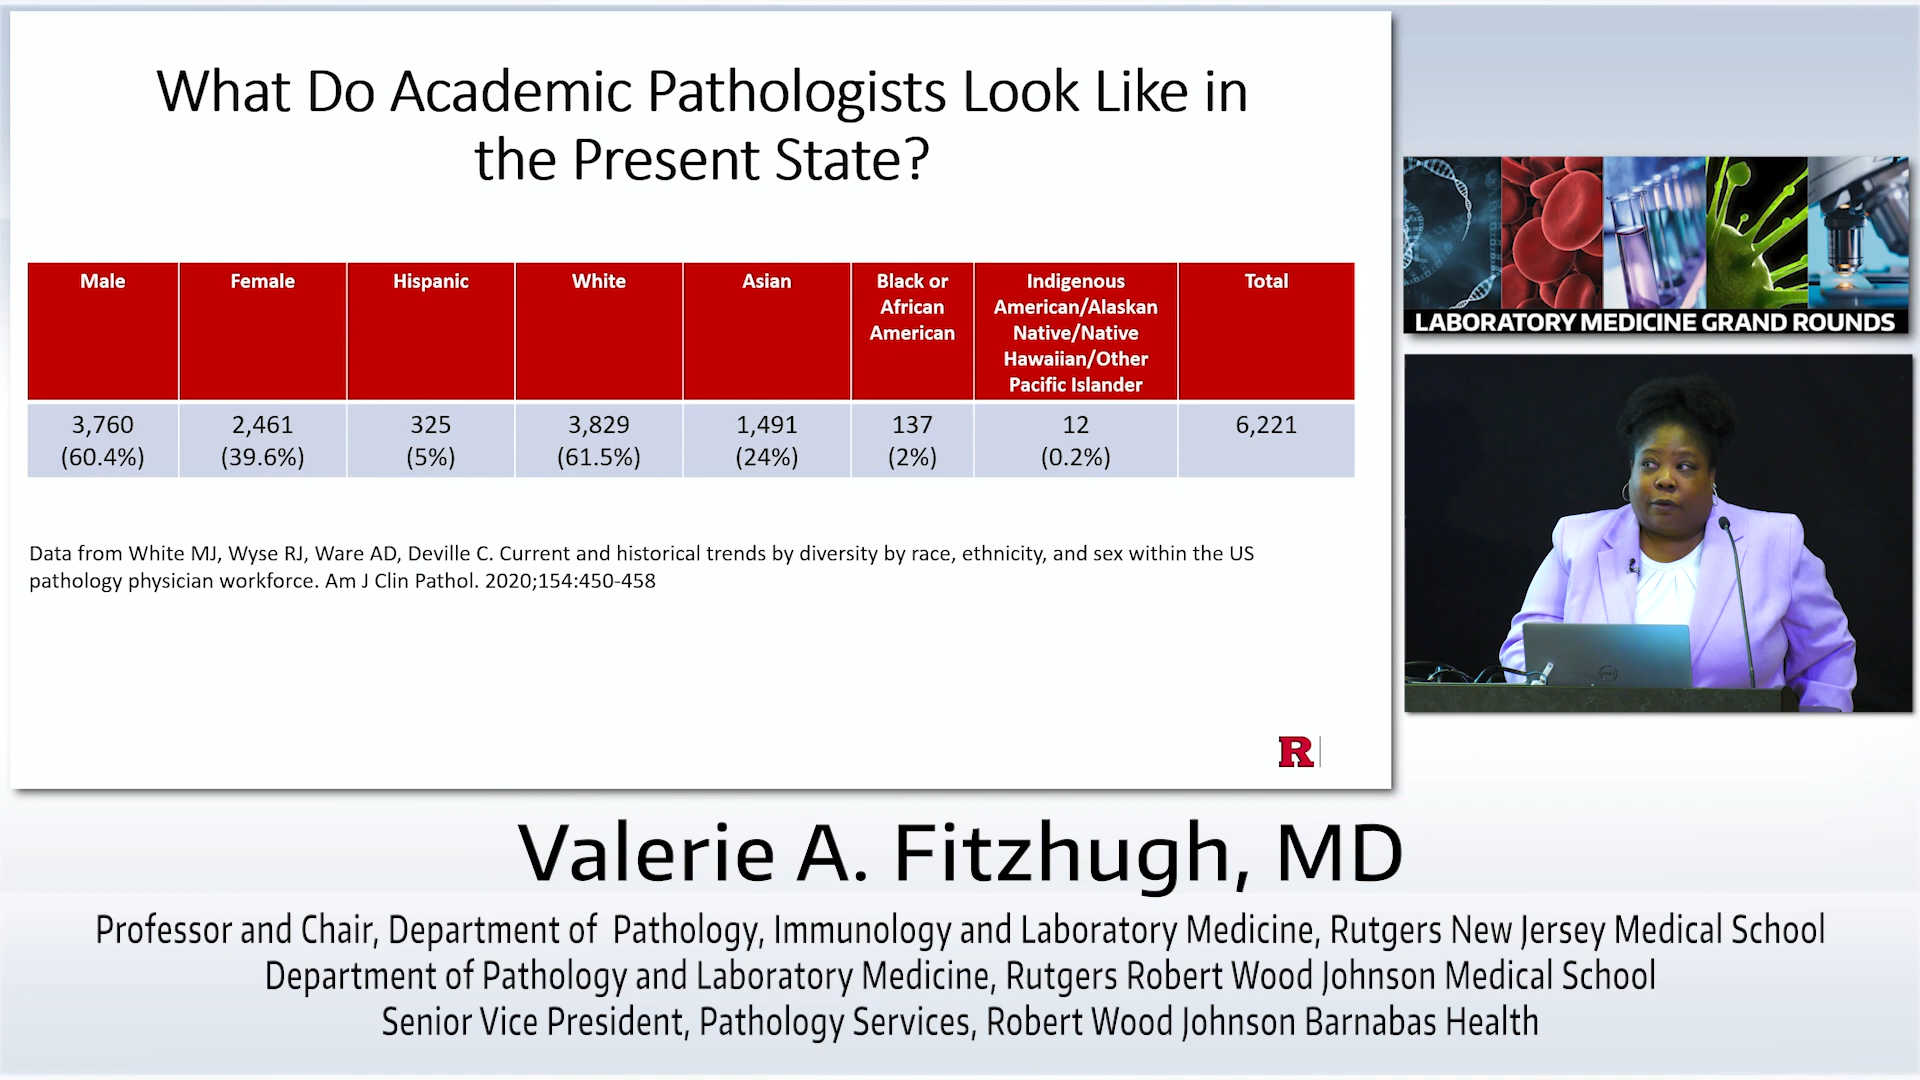 What Do Academic Pathologists Look Like in
the Present State?
Male
Female
Hispanic
White
Asian
Black or
African
American
Indigenous
American/Alaskan
Native/Native
Hawaiian/Other
Pacific Islander
Total
3,760
(60.4%)
2,461
(39.6%)
325
(5%)
3,829
(61.5%)
1,491
(24%)
137
(2%)
12
(0.2%)
6,221
Data from White MJ, Wyse RJ, Ware AD, Deville C. Current and historical trends by diversity by race, ethnicity, and sex within the US
pathology physician workforce. Am J Clin Pathol. 2020;154:450-458
R
LABORATORY MEDICINE GRAND ROUNDS
DELL
Valerie A. Fitzhugh, MD
Professor and Chair, Department of  Pathology, Immunology and Laboratory Medicine, Rutgers New Jersey Medical School
Department of Pathology and Laboratory Medicine, Rutgers Robert Wood Johnson Medical School
Senior Vice President, Pathology Services, Robert Wood Johnson Barnabas Health